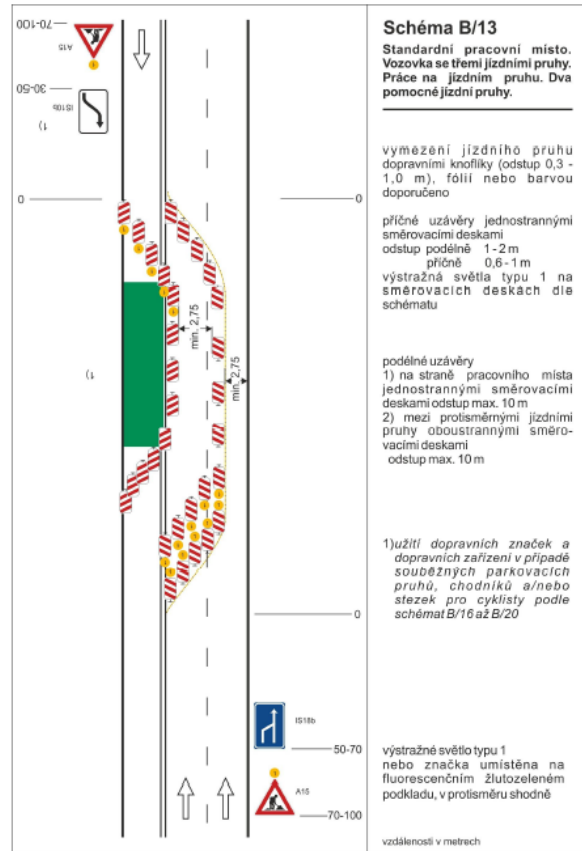 70-100
A15
1
30-50
IS10b
1)
0
0
min. 2,75
min. 2,75
1)
0
IS18b
50-70
1
A15
70-100
Schéma B/13
Standardní pracovní místo.
Vozovka se třemi jízdními pruhy.
Práce na jízdním pruhu. Dva
pomocné jízdní pruhy.
vymezení jízdního pruhu
dopravními knoflíky (odstup 0,3 -
1,0 m), fólií nebo barvou
doporučeno
příčné uzávěry jednostrannými
směrovacími deskami
odstup podélně 1-2m
příčně 0,6-1m
výstražná světla typu 1 na
směrovacích deskách dle
schématu
podélné uzávěry
1) na straně pracovního místa
jednostrannými směrovacími
deskami odstup max. 10 m
2) mezi protisměrnými jízdními
pruhy oboustrannými směro-
vacími deskami
odstup max. 10 m
1)užití dopravních značek a
dopravních zařízení v případě
souběžných parkovacích
pruhů, chodníků a/nebo
stezek pro cyklisty podle
schémat B/16 až B/20
výstražné světlo typu 1
nebo značka umístěna na
fluorescenčním žlutozeleném
podkladu, v protisměru shodně
vzdálenosti v metrech